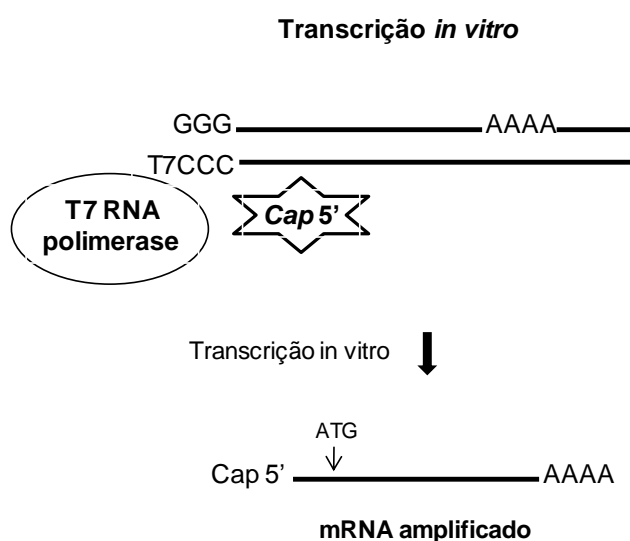 Transcrição in vitro
GGG AAAA
T7CCC
T7 RNA
polimerase
Cap 5’
Transcrição in vitro
ATG
Cap 5’ AAAA
mRNA amplificado